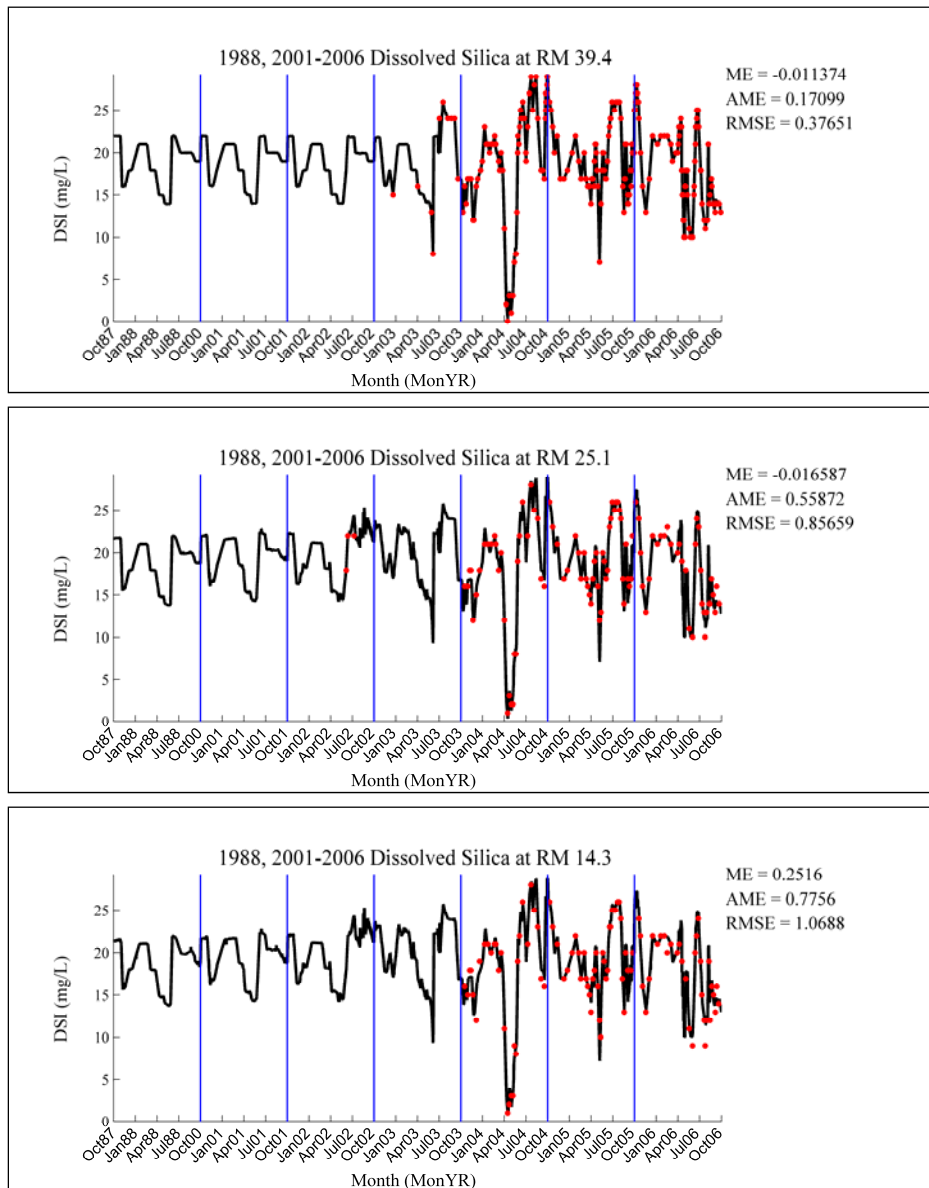 1988, 2001-2006 Dissolved Silica at RM 39.4
ME = -0.011374
AME = 0.17099
RMSE = 0.37651
DSI (mg/L)
25
20
15
10
5
0
Oct87 Jan88 Apr88 Jul88 Oct00 Jan01 Apr01 Jul01 Oct01 Jan02 Apr02 Jul02 Oct02 Jan03 Apr03 Jul03 Oct03 Jan04 Apr04 Jul04 Oct04 Jan05 Apr05 Jul05 Oct05 Jan06 Apr06 Jul06 Oct06
Month (MonYR)
1988, 2001-2006 Dissolved Silica at RM 25.1
ME = -0.016587
AME = 0.55872
RMSE = 0.85659
DSI (mg/L)
25
20
15
10
5
0
Oct87 Jan88 Apr88 Jul88 Oct00 Jan01 Apr01 Jul01 Oct01 Jan02 Apr02 Jul02 Oct02 Jan03 Apr03 Jul03 Oct03 Jan04 Apr04 Jul04 Oct04 Jan05 Apr05 Jul05 Oct05 Jan06 Apr06 Jul06 Oct06
Month (MonYR)
1988, 2001-2006 Dissolved Silica at RM 14.3
ME = 0.2516
AME = 0.7756
RMSE = 1.0688
DSI (mg/L)
25
20
15
10
5
0
Oct87 Jan88 Apr88 Jul88 Oct00 Jan01 Apr01 Jul01 Oct01 Jan02 Apr02 Jul02 Oct02 Jan03 Apr03 Jul03 Oct03 Jan04 Apr04 Jul04 Oct04 Jan05 Apr05 Jul05 Oct05 Jan06 Apr06 Jul06 Oct06
Month (MonYR)